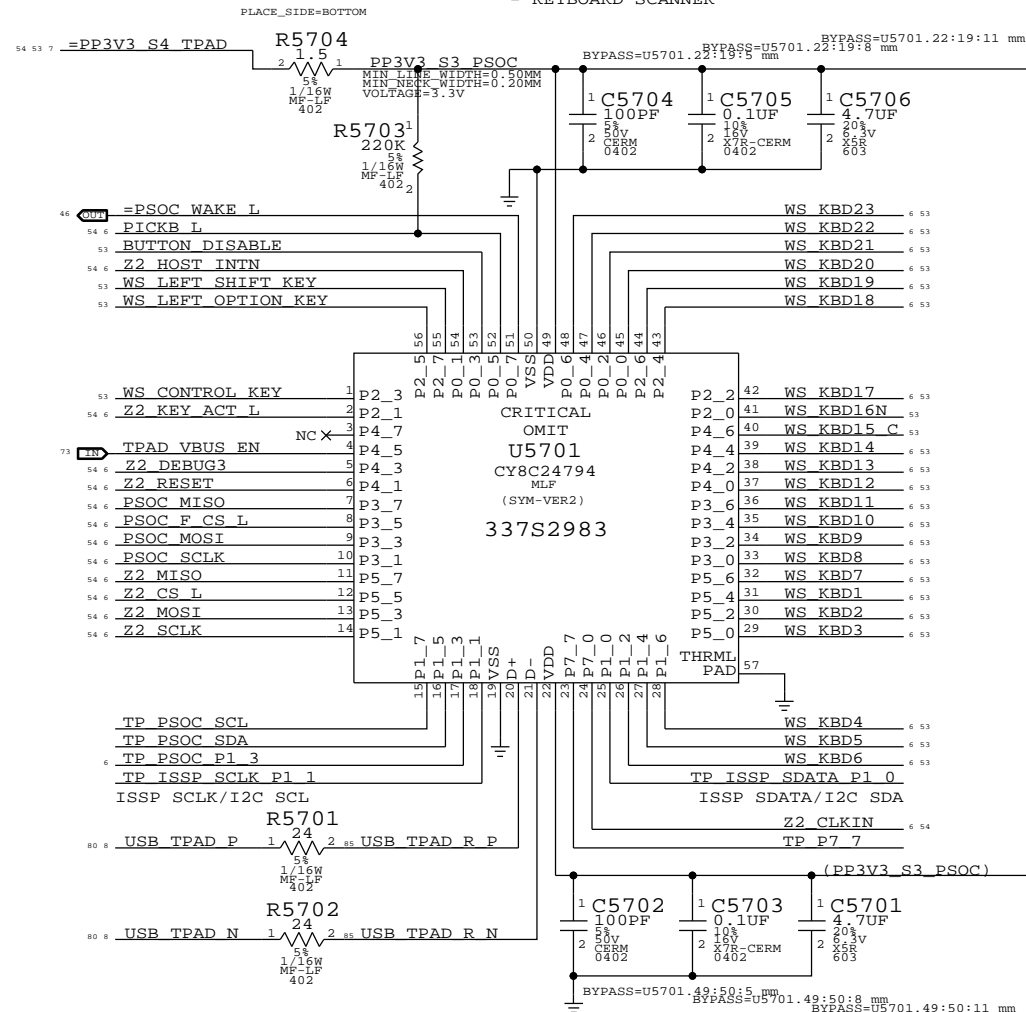 - KEYBOARD SCANNER
PLACE_SIDE=BOTTOM
54 53 7 =PP3V3_S4_TPAD
R5704
1.5
2 1
5%
1/16W
MF-LF
402
PP3V3_S3_PSOC
MIN_LINE_WIDTH=0.50MM
MIN_NECK_WIDTH=0.20MM
VOLTAGE=3.3V
BYPASS=U5701.22:19:5 mm
BYPASS=U5701.22:19:8 mm
BYPASS=U5701.22:19:11 mm
R5703
220K
5%
1/16W
MF-LF
402
1
2
1 C5704
100PF
5%
2 50V
CERM
0402
1 C5705
0.1UF
10%
2 16V
X7R-CERM
0402
1 C5706
4.7UF
20%
2 6.3V
X5R
603
46 OUT =PSOC_WAKE_L
54 6 PICKB_L
53 BUTTON_DISABLE
54 6 Z2_HOST_INTN
53 WS_LEFT_SHIFT_KEY
53 WS_LEFT_OPTION_KEY
WS_KBD23 6 53
WS_KBD22 6 53
WS_KBD21 6 53
WS_KBD20 6 53
WS_KBD19 6 53
WS_KBD18 6 53
56 55 54 53 52 51 50 49 48 47 46 45 44 43
P2_5 P2_7 P0_1 P0_3 P0_5 P0_7 VSS VDD P0_6 P0_4 P0_2 P0_0 P2_6 P2_4
53 WS_CONTROL_KEY 1 P2_3
54 6 Z2_KEY_ACT_L 2 P2_1
NC 3 P4_7
73 IN TPAD_VBUS_EN 4 P4_5
54 6 Z2_DEBUG3 5 P4_3
54 6 Z2_RESET 6 P4_1
54 6 PSOC_MISO 7 P3_7
54 6 PSOC_F_CS_L 8 P3_5
54 6 PSOC_MOSI 9 P3_3
54 6 PSOC_SCLK 10 P3_1
54 6 Z2_MISO 11 P5_7
54 6 Z2_CS_L 12 P5_5
54 6 Z2_MOSI 13 P5_3
54 6 Z2_SCLK 14 P5_1
CRITICAL
OMIT
U5701
CY8C24794
MLF
(SYM-VER2)
337S2983
P2_2 42 WS_KBD17 6 53
P2_0 41 WS_KBD16N 53
P4_6 40 WS_KBD15_C 53
P4_4 39 WS_KBD14 6 53
P4_2 38 WS_KBD13 6 53
P4_0 37 WS_KBD12 6 53
P3_6 36 WS_KBD11 6 53
P3_4 35 WS_KBD10 6 53
P3_2 34 WS_KBD9 6 53
P3_0 33 WS_KBD8 6 53
P5_6 32 WS_KBD7 6 53
P5_4 31 WS_KBD1 6 53
P5_2 30 WS_KBD2 6 53
P5_0 29 WS_KBD3 6 53
THRML
PAD 57
P1_7 P1_5 P1_3 P1_1 VSS D+ D- VDD P7_7 P7_0 P1_0 P1_2 P1_4 P1_6
15 16 17 18 19 20 21 22 23 24 25 26 27 28
TP_PSOC_SCL
TP_PSOC_SDA
6 TP_PSOC_P1_3
TP_ISSP_SCLK_P1_1
ISSP SCLK/I2C SCL
WS_KBD4 6 53
WS_KBD5 6 53
WS_KBD6 6 53
TP_ISSP_SDATA_P1_0
ISSP SDATA/I2C SDA
Z2_CLKIN 6 54
TP_P7_7
R5701
80 8 USB_TPAD_P 1 24 2 85 USB_TPAD_R_P
5%
1/16W
MF-LF
402
R5702
80 8 USB_TPAD_N 1 24 2 85 USB_TPAD_R_N
5%
1/16W
MF-LF
402
(PP3V3_S3_PSOC)
1 C5702
100PF
5%
2 50V
CERM
0402
1 C5703
0.1UF
10%
2 16V
X7R-CERM
0402
1 C5701
4.7UF
20%
2 6.3V
X5R
603
BYPASS=U5701.49:50:5 mm
BYPASS=U5701.49:50:8 mm
BYPASS=U5701.49:50:11 mm